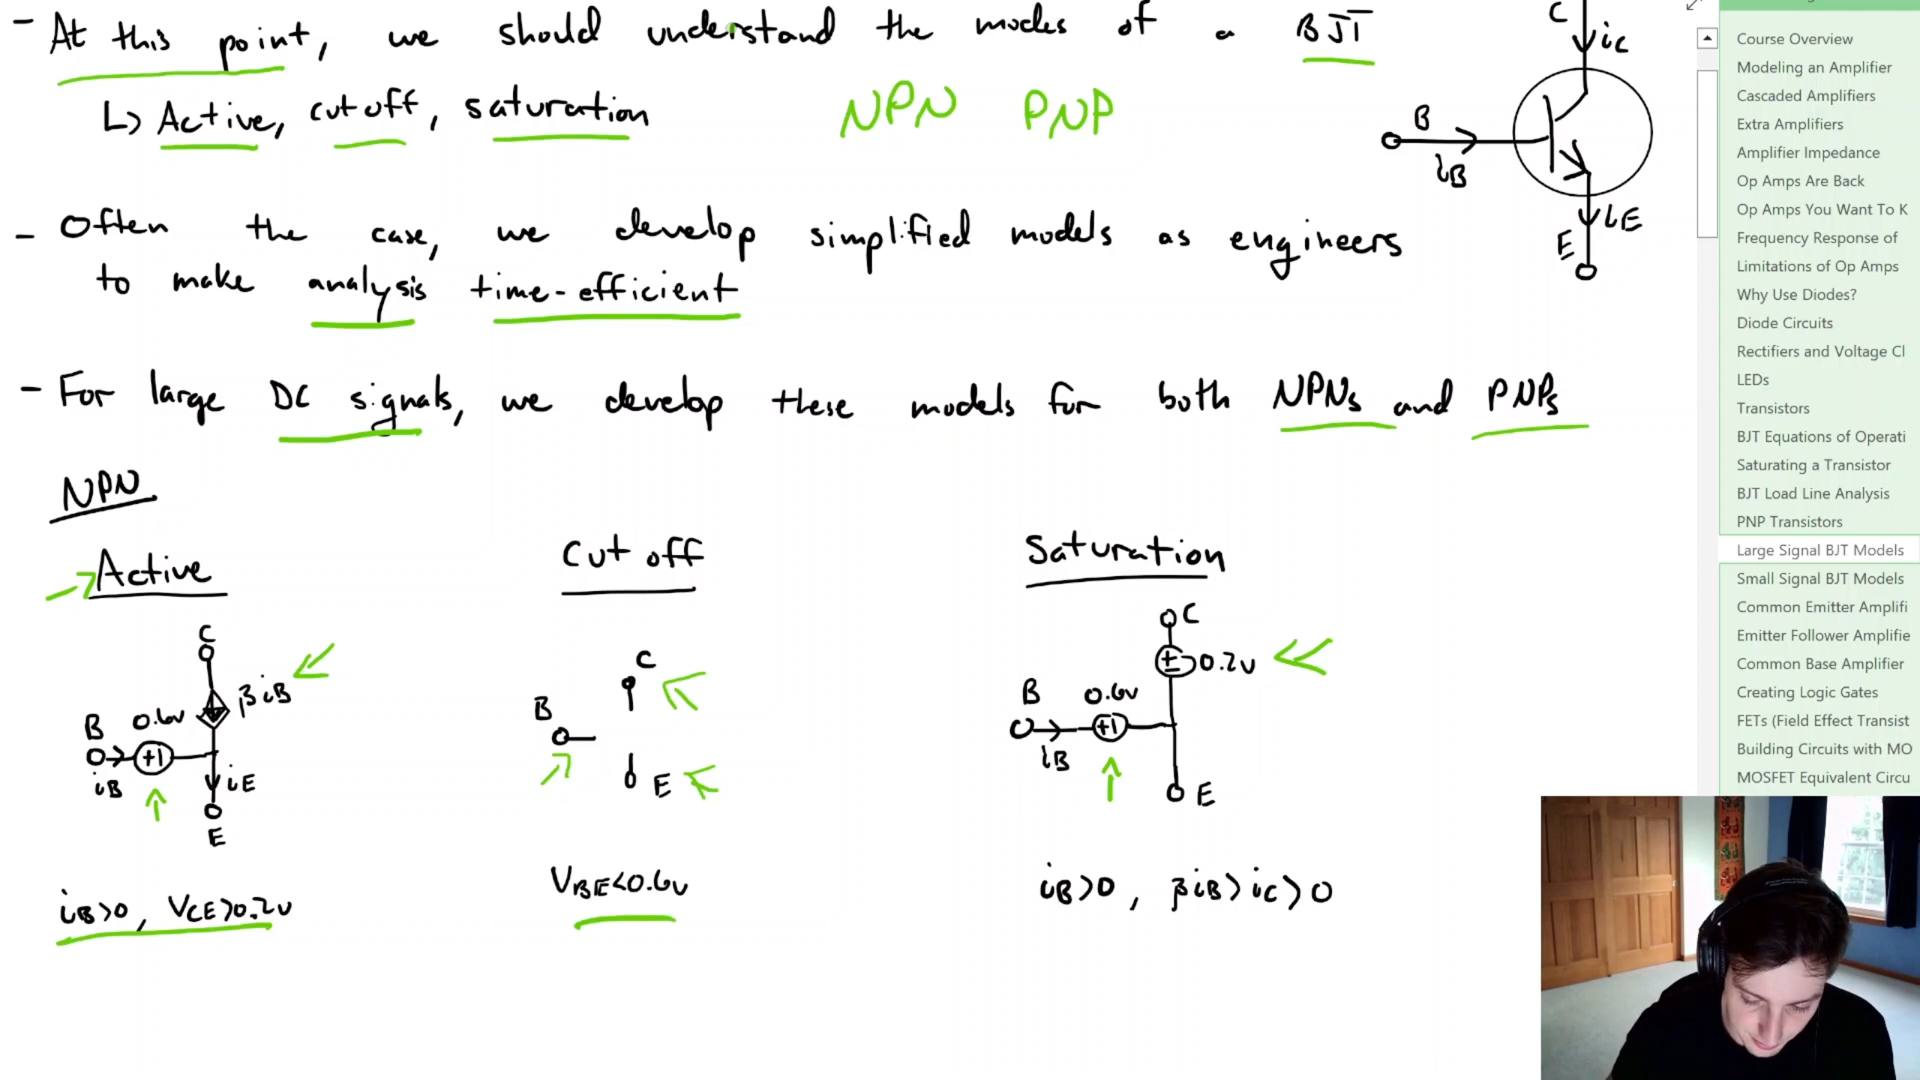 - At this point, we should understand the modes of a BJT
↳ Active, cutoff, saturation
NPN PNP
- Often the case, we develop simplified models as engineers
to make analysis time-efficient
- For large DC signals, we develop these models for both NPNs and PNPs
C
iC
B
iB
iE
E
NPN
Active
C
βiB
B 0.6v
+-
iB
iE
E
iB>0, VCE>0.2v
Cut off
C
B
E
VBE<0.6v
Saturation
C
± 0.2v
B 0.6v
+-
iB
E
iB>0, βiB>iC>0
Course Overview
Modeling an Amplifier
Cascaded Amplifiers
Extra Amplifiers
Amplifier Impedance
Op Amps Are Back
Op Amps You Want To K
Frequency Response of
Limitations of Op Amps
Why Use Diodes?
Diode Circuits
Rectifiers and Voltage Cl
LEDs
Transistors
BJT Equations of Operati
Saturating a Transistor
BJT Load Line Analysis
PNP Transistors
Large Signal BJT Models
Small Signal BJT Models
Common Emitter Amplifi
Emitter Follower Amplifie
Common Base Amplifier
Creating Logic Gates
FETs (Field Effect Transist
Building Circuits with MO
MOSFET Equivalent Circu